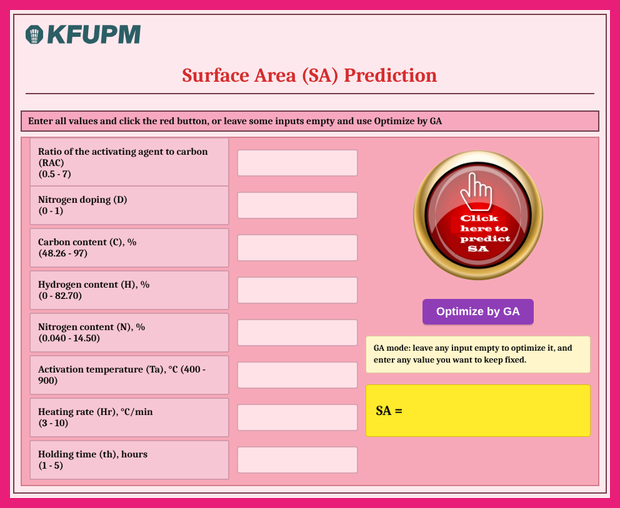 KFUPM
Surface Area (SA) Prediction
Enter all values and click the red button, or leave some inputs empty and use Optimize by GA
Ratio of the activating agent to carbon
(RAC)
(0.5 - 7)
Nitrogen doping (D)
(0 - 1)
Carbon content (C), %
(48.26 - 97)
Hydrogen content (H), %
(0 - 82.70)
Nitrogen content (N), %
(0.040 - 14.50)
Activation temperature (Ta), °C (400 -
900)
Heating rate (Hr), °C/min
(3 - 10)
Holding time (th), hours
(1 - 5)
Click
here to
predict
SA
Optimize by GA
GA mode: leave any input empty to optimize it, and
enter any value you want to keep fixed.
SA =